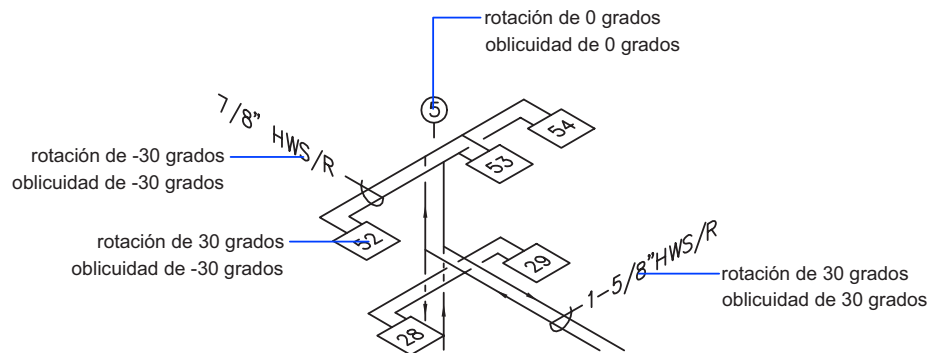 rotación de 0 grados
oblicuidad de 0 grados
5
7/8" HWS/R
54
53
rotación de -30 grados
oblicuidad de -30 grados
52
rotación de 30 grados
oblicuidad de -30 grados
29
1-5/8"HWS/R
rotación de 30 grados
oblicuidad de 30 grados
28